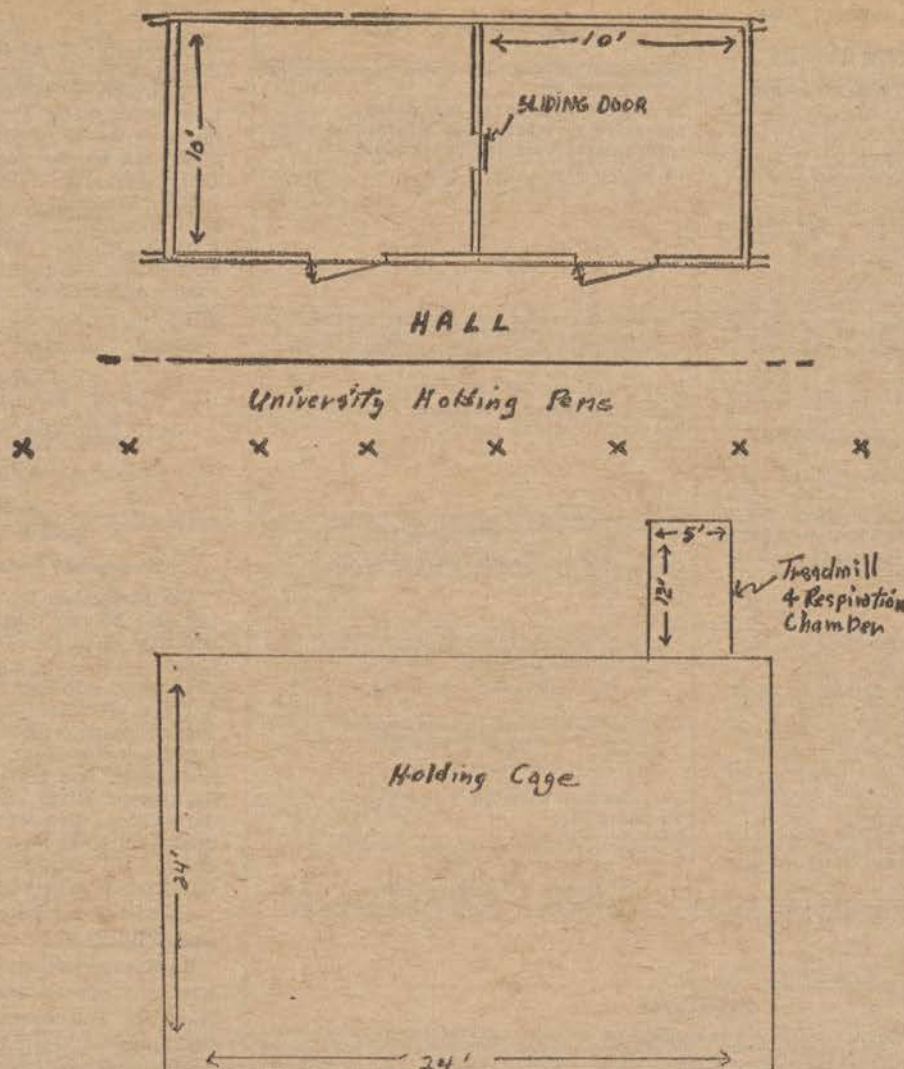 10'
10'
SLIDING DOOR
HALL
University Holding Pens
x x x x x x x x
5'
12'
Treadmill
& Respiration
Chamber
Holding Cage
24'
24'